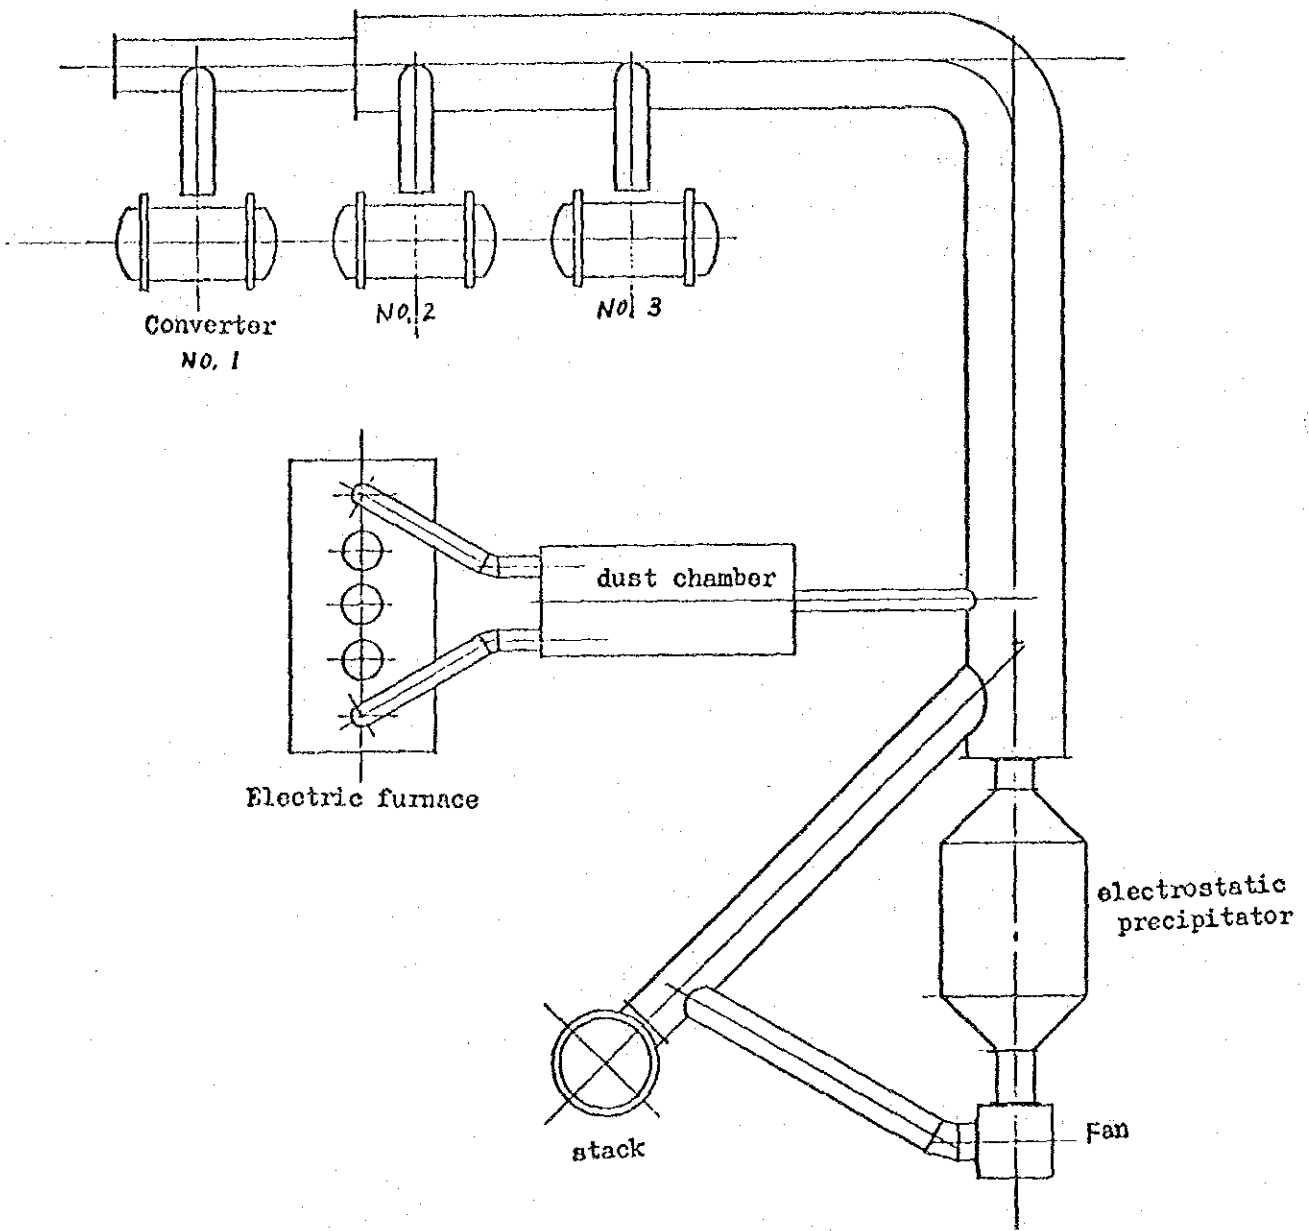 Converter
NO. 1
NO. 2
NO. 3
dust chamber
Electric furnace
electrostatic
precipitator
stack
Fan